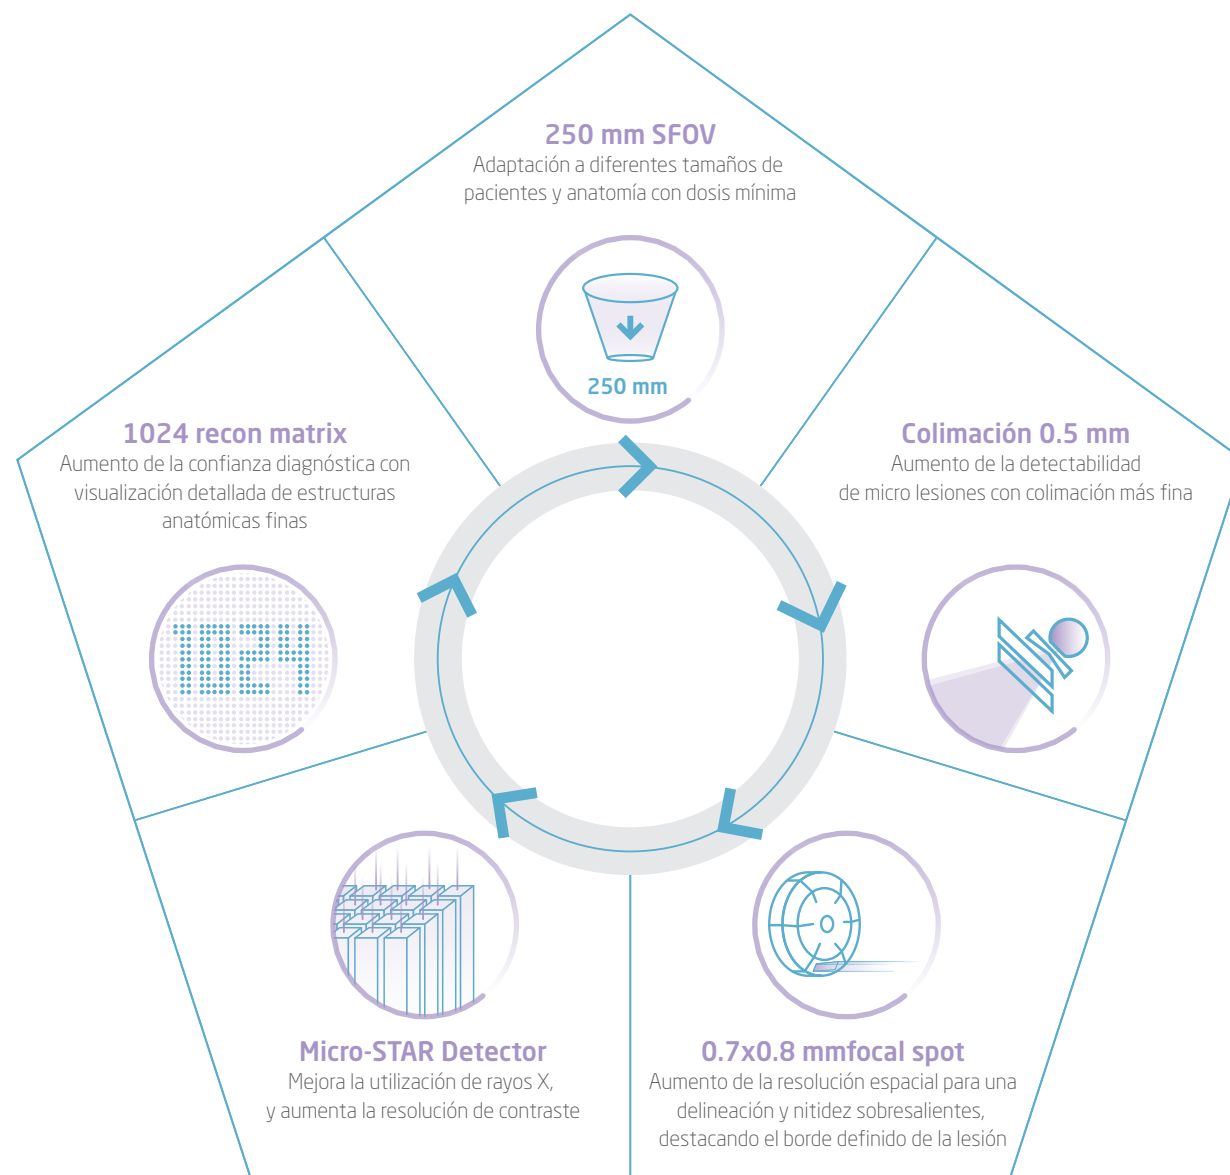 250 mm SFOV
Adaptación a diferentes tamaños de
pacientes y anatomía con dosis mínima
250 mm
1024 recon matrix
Aumento de la confianza diagnóstica con
visualización detallada de estructuras
anatómicas finas
1024
Colimación 0.5 mm
Aumento de la detectabilidad
de micro lesiones con colimación más fina
Micro-STAR Detector
Mejora la utilización de rayos X,
y aumenta la resolución de contraste
0.7x0.8 mmfocal spot
Aumento de la resolución espacial para una
delineación y nitidez sobresalientes,
destacando el borde definido de la lesión